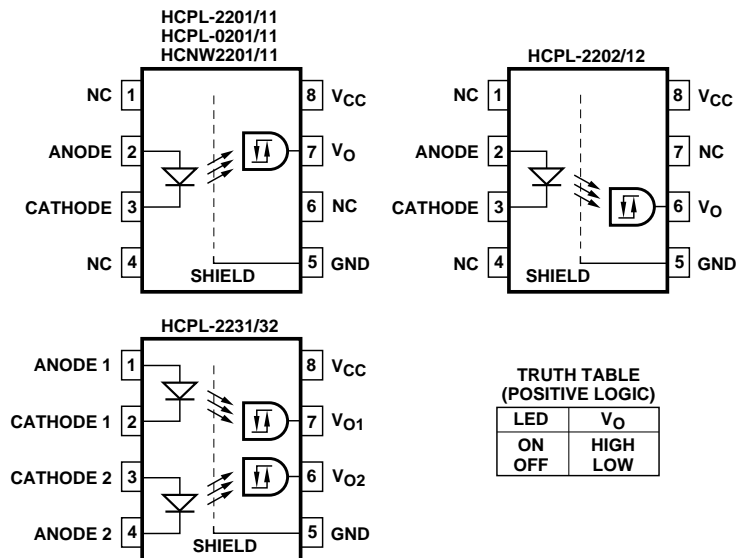 HCPL-2201/11
HCPL-0201/11
HCNW2201/11
NC 1
8 VCC
ANODE 2
7 VO
CATHODE 3
6 NC
NC 4
5 GND
SHIELD
HCPL-2202/12
NC 1
8 VCC
ANODE 2
7 NC
CATHODE 3
6 VO
NC 4
5 GND
SHIELD
HCPL-2231/32
ANODE 1 1
8 VCC
CATHODE 1 2
7 VO1
CATHODE 2 3
6 VO2
ANODE 2 4
5 GND
SHIELD
TRUTH TABLE
(POSITIVE LOGIC)
LED VO
ON HIGH
OFF LOW